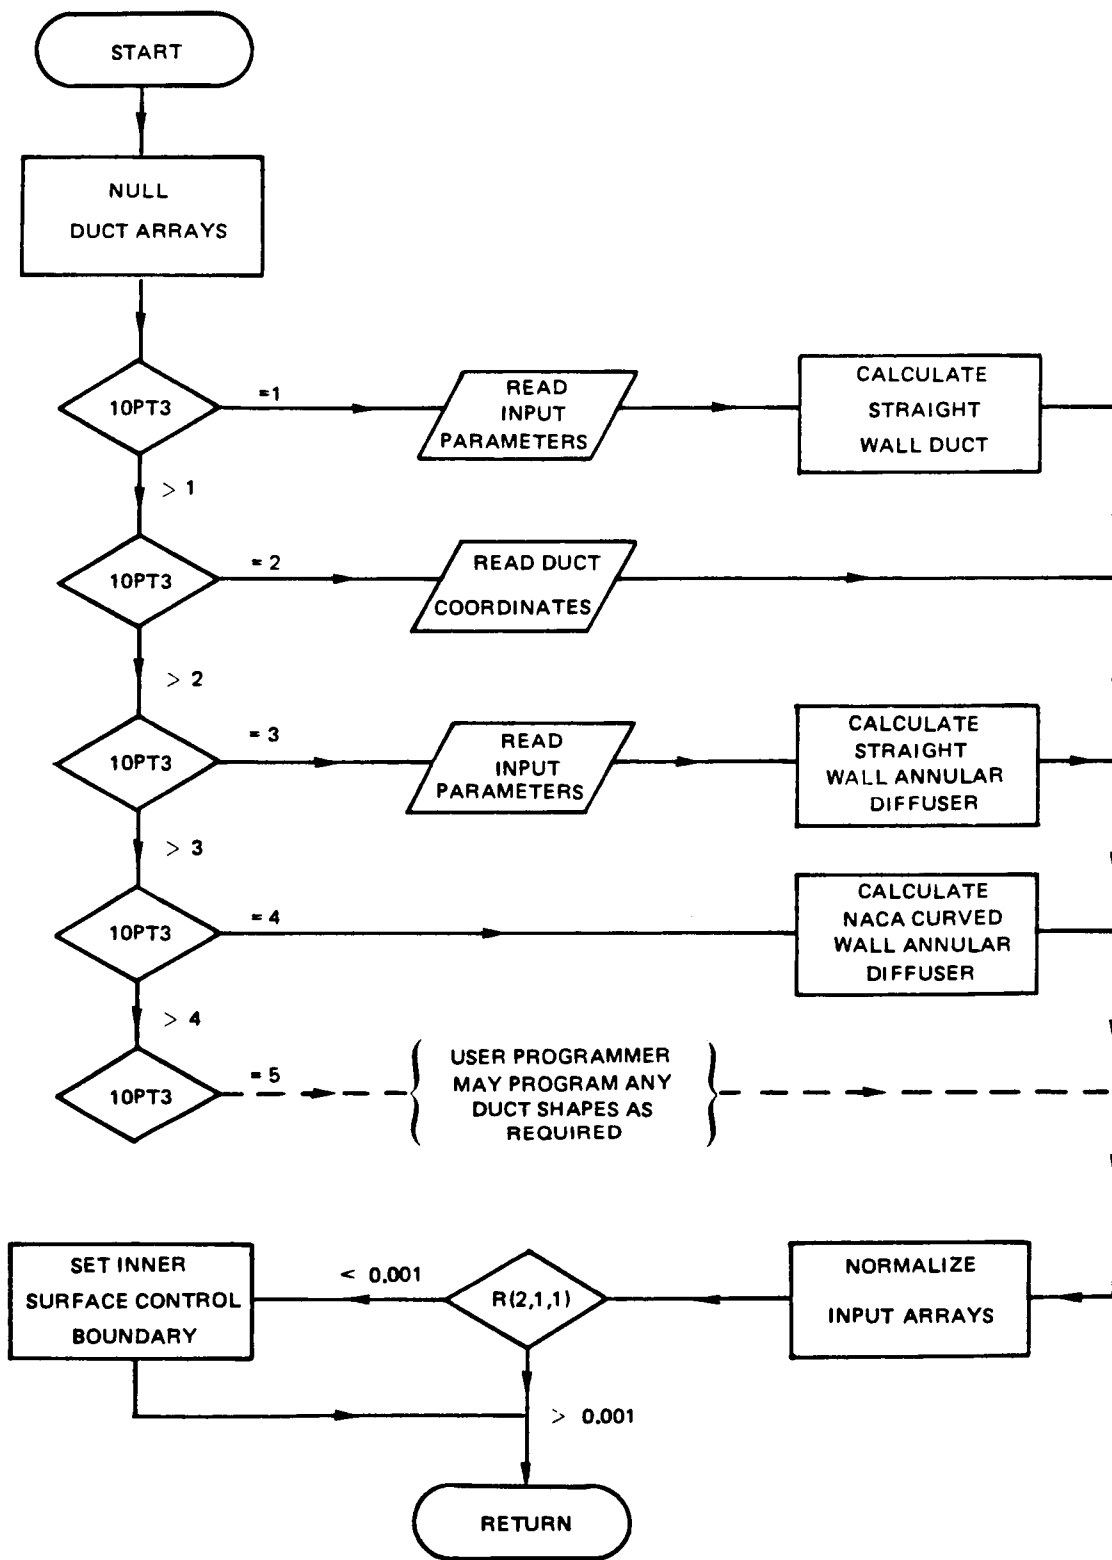 START
NULL
DUCT ARRAYS
10PT3
=1
READ
INPUT
PARAMETERS
CALCULATE
STRAIGHT
WALL DUCT
> 1
10PT3
= 2
READ DUCT
COORDINATES
> 2
10PT3
= 3
READ
INPUT
PARAMETERS
CALCULATE
STRAIGHT
WALL ANNULAR
DIFFUSER
> 3
10PT3
= 4
CALCULATE
NACA CURVED
WALL ANNULAR
DIFFUSER
> 4
10PT3
= 5
USER PROGRAMMER
MAY PROGRAM ANY
DUCT SHAPES AS
REQUIRED
SET INNER
SURFACE CONTROL
BOUNDARY
< 0.001
R(2,1,1)
NORMALIZE
INPUT ARRAYS
> 0.001
RETURN